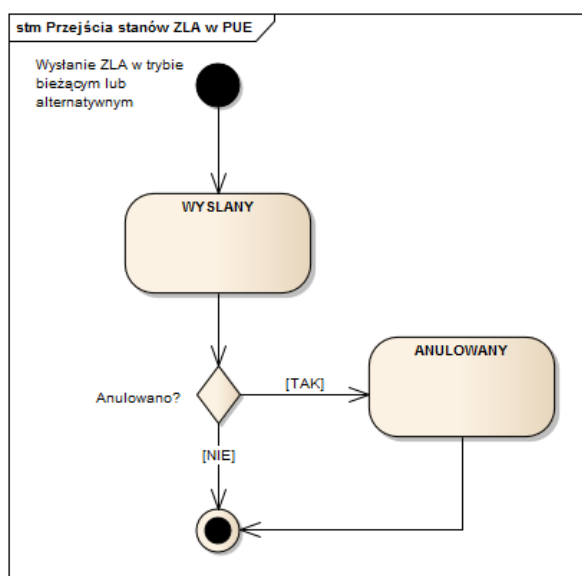 stm Przejścia stanów ZLA w PUE
Wysłanie ZLA w trybie
bieżącym lub
alternatywnym
WYSLANY
ANULOWANY
Anulowano?
[TAK]
[NIE]